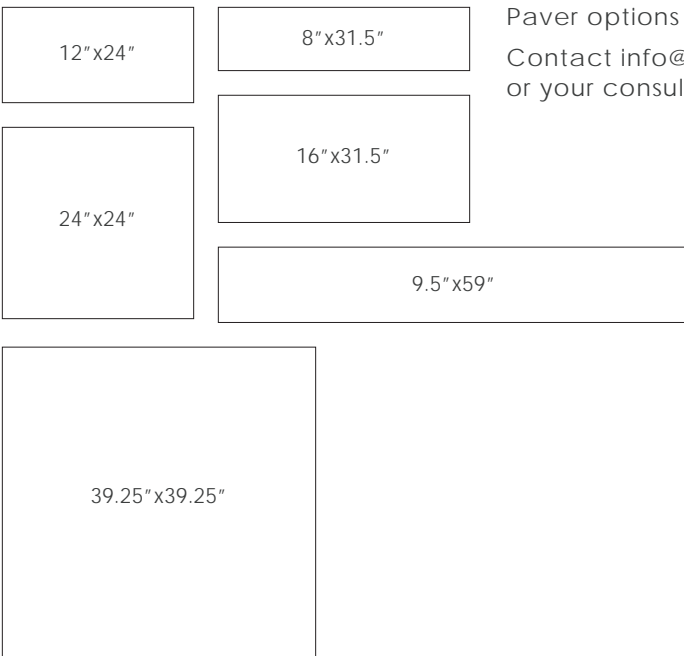 12"x24"
8"x31.5"
Paver options
Contact info@
or your consul
16"x31.5"
24"x24"
9.5"x59"
39.25"x39.25"